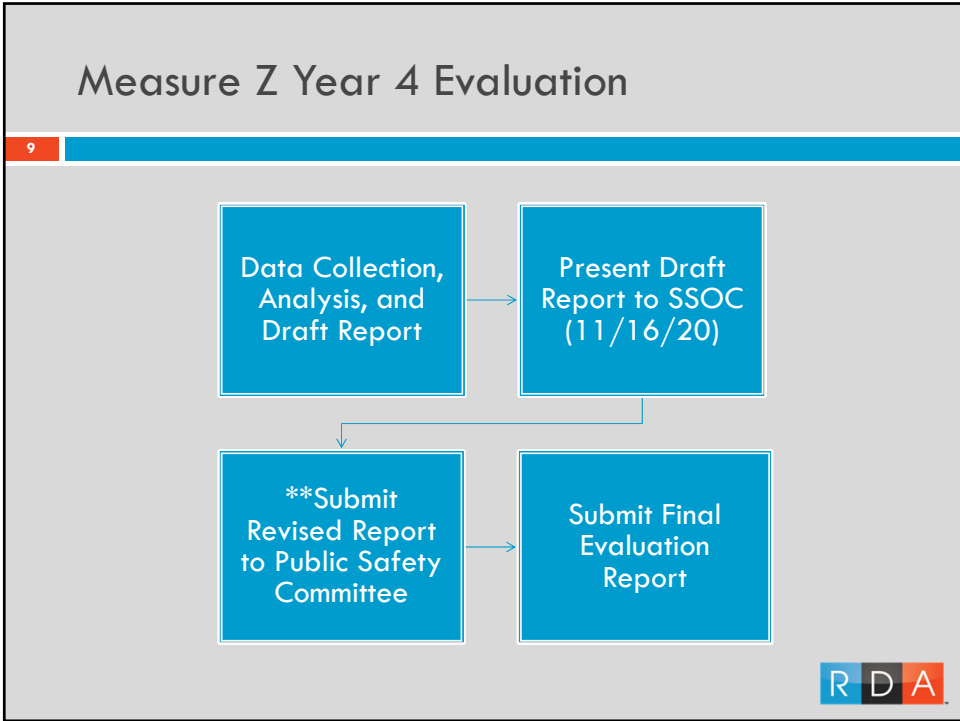 Measure Z Year 4 Evaluation
9
Data Collection,
Analysis, and
Draft Report
Present Draft
Report to SSOC
(11/16/20)
**Submit
Revised Report
to Public Safety
Committee
Submit Final
Evaluation
Report
R D A